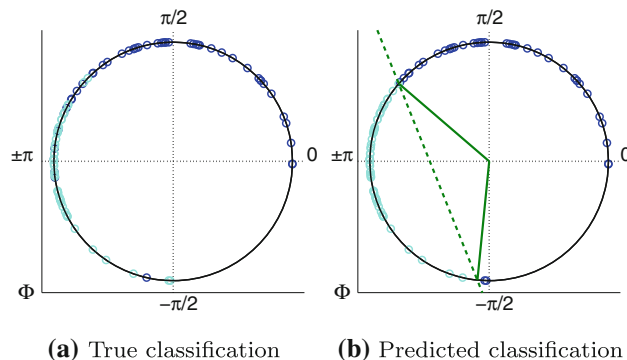 π/2 π/2
±π 0 ±π 0
Φ −π/2 Φ −π/2
(a) True classification (b) Predicted classification